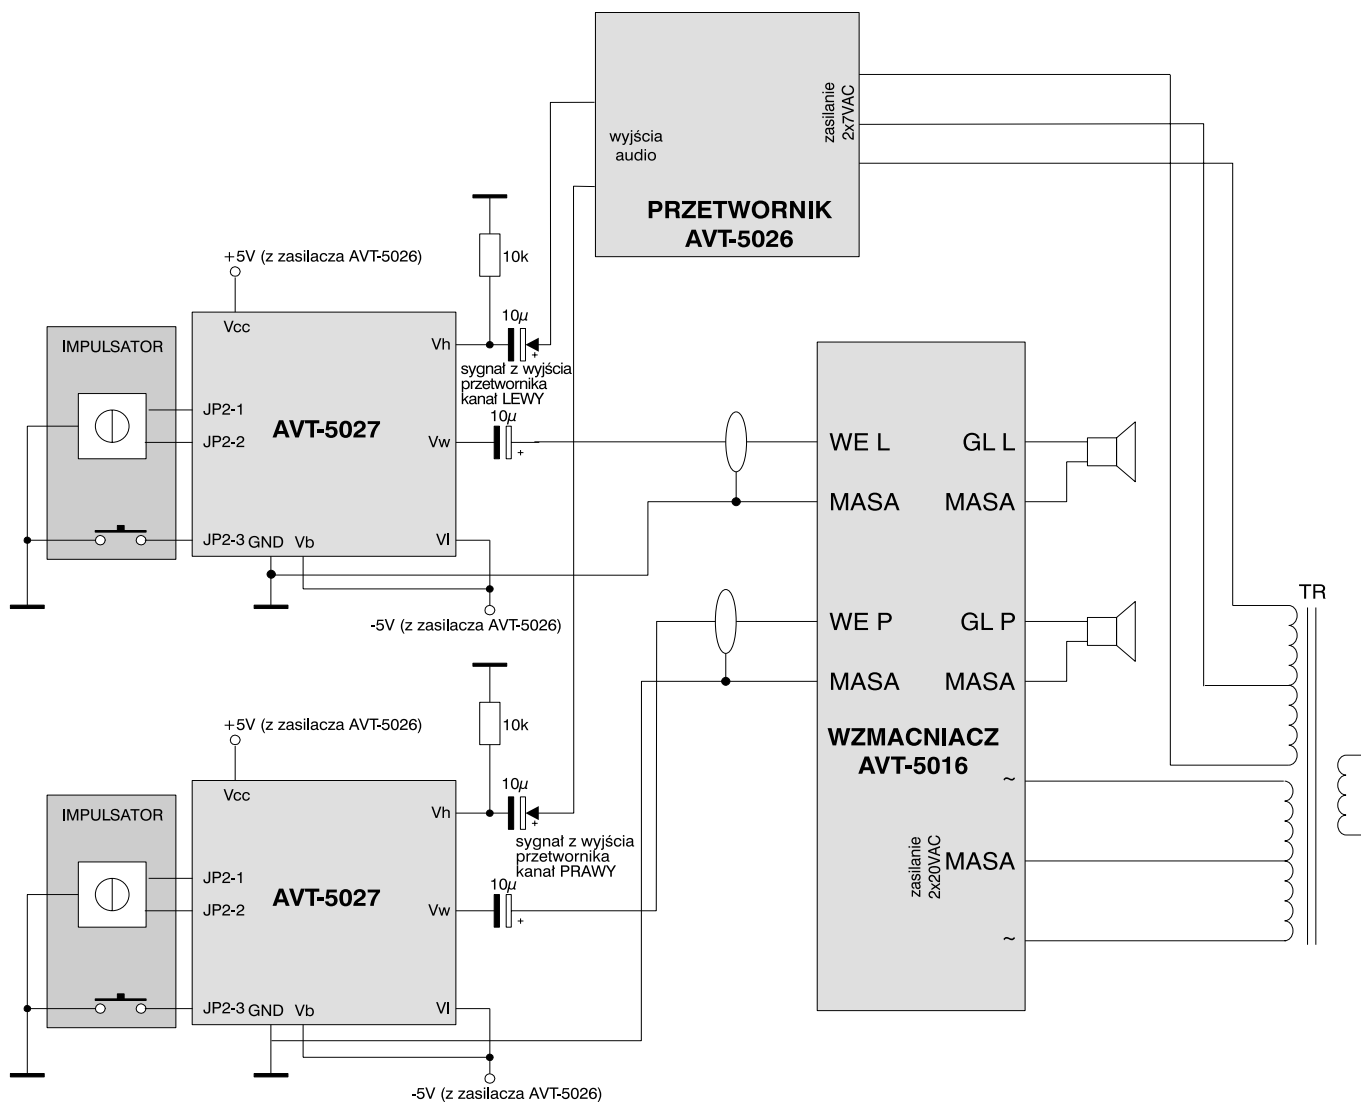 wyjścia
audio
zasilanie
2x7VAC
PRZETWORNIK
AVT-5026
10k
+5V (z zasilacza AVT-5026)
Vcc
IMPULSATOR
Vh
10µ
+
sygnał z wyjścia
przetwornika
kanał LEWY
JP2-1
JP2-2
AVT-5027
Vw
10µ
+
JP2-3
GND
Vb
Vl
-5V (z zasilacza AVT-5026)
WE L
GL L
MASA
MASA
WE P
GL P
MASA
MASA
WZMACNIACZ
AVT-5016
~
zasilanie
2x20VAC
MASA
~
TR
10k
+5V (z zasilacza AVT-5026)
Vcc
IMPULSATOR
Vh
10µ
+
sygnał z wyjścia
przetwornika
kanał PRAWY
JP2-1
JP2-2
AVT-5027
Vw
10µ
+
JP2-3
GND
Vb
Vl
-5V (z zasilacza AVT-5026)